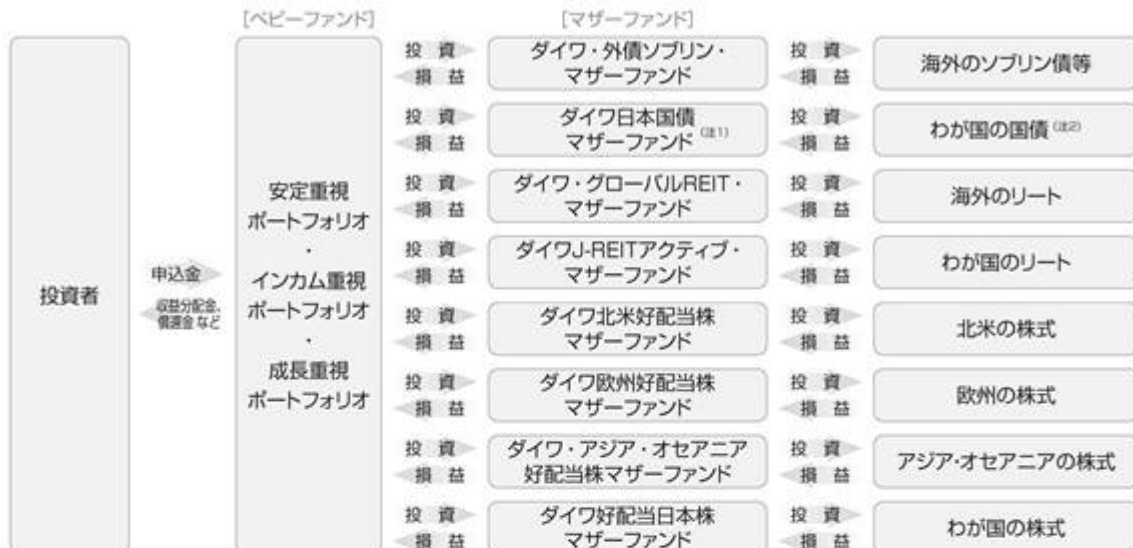 [ベビーファンド]
[マザーファンド]
投資者
申込金
収益分配金、
償還金 など
安定重視
ポートフォリオ
・
インカム重視
ポートフォリオ
・
成長重視
ポートフォリオ
投 資
損 益
ダイワ・外債ソブリン・
マザーファンド
投 資
損 益
海外のソブリン債等
投 資
損 益
ダイワ日本国債
マザーファンド (注1)
投 資
損 益
わが国の国債 (注2)
投 資
損 益
ダイワ・グローバルREIT・
マザーファンド
投 資
損 益
海外のリート
投 資
損 益
ダイワJ-REITアクティブ・
マザーファンド
投 資
損 益
わが国のリート
投 資
損 益
ダイワ北米好配当株
マザーファンド
投 資
損 益
北米の株式
投 資
損 益
ダイワ欧州好配当株
マザーファンド
投 資
損 益
欧州の株式
投 資
損 益
ダイワ・アジア・オセアニア
好配当株マザーファンド
投 資
損 益
アジア・オセアニアの株式
投 資
損 益
ダイワ好配当日本株
マザーファンド
投 資
損 益
わが国の株式